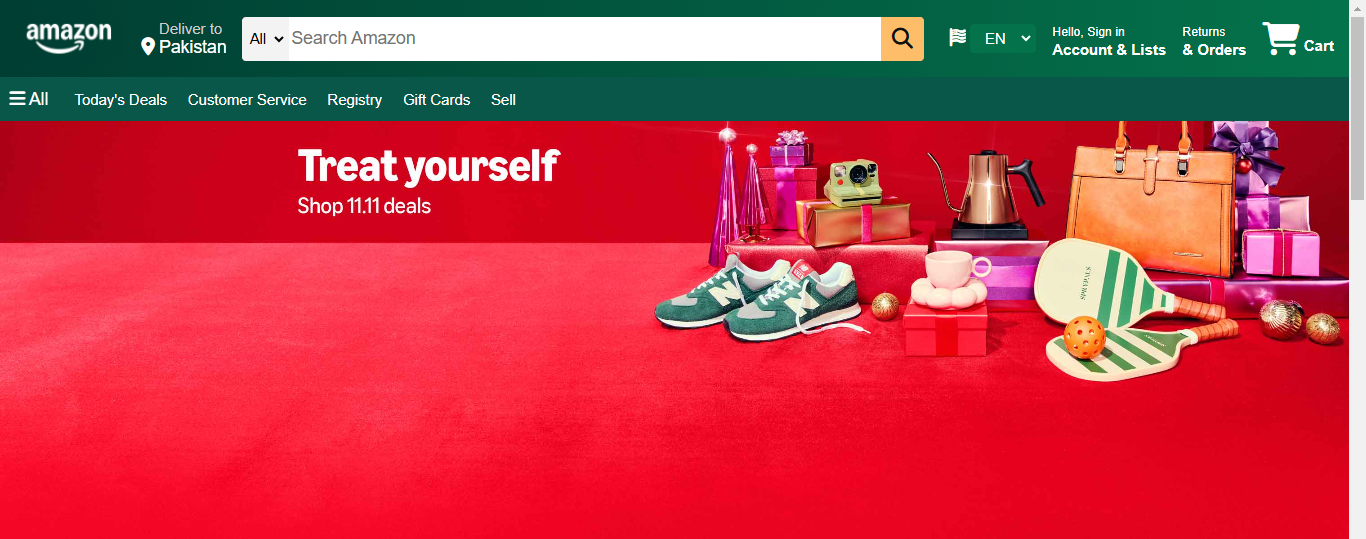 amazon
Deliver to
Pakistan
All
Search Amazon
EN
Hello, Sign in
Account & Lists
Returns
& Orders
Cart
All
Today's Deals
Customer Service
Registry
Gift Cards
Sell
Treat yourself
Shop 11.11 deals
N
N